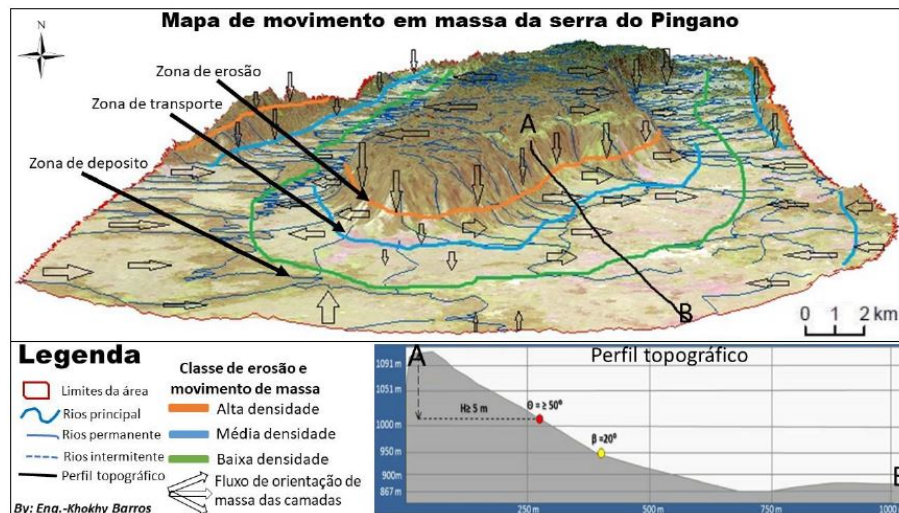 Mapa de movimento em massa da serra do Pingano
N
Zona de erosão
Zona de transporte
Zona de deposito
A
B
0 1 2 km
Legenda
Limites da área
Rios principal
Rios permanente
Rios intermitente
Perfil topográfico
By: Eng.-Khokhy Barros
Classe de erosão e
movimento de massa
Alta densidade
Média densidade
Baixa densidade
Fluxo de orientação de
massa das camadas
Perfil topográfico
A
1091 m
1051 m
1000 m
950 m
900 m
867 m
H≥ 5 m
Θ = ≥ 50°
β =20°
B
250 m
500 m
750 m
1000 m